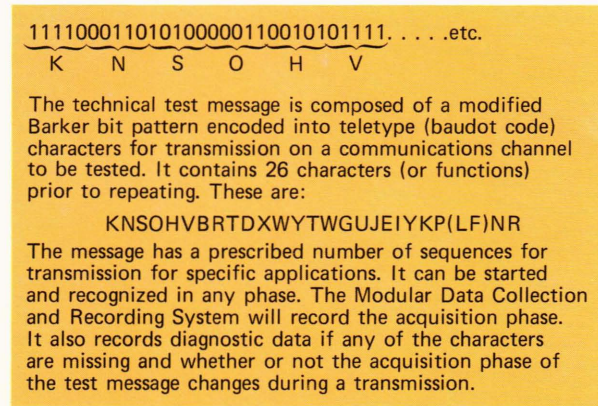 111100011010100000110010101111. . . . .etc.
K N S O H V
The technical test message is composed of a modified
Barker bit pattern encoded into teletype (baudot code)
characters for transmission on a communications channel
to be tested. It contains 26 characters (or functions)
prior to repeating. These are:
KNSOHVBRTDXWYTWGUJEIYKP(LF)NR
The message has a prescribed number of sequences for
transmission for specific applications. It can be started
and recognized in any phase. The Modular Data Collection
and Recording System will record the acquisition phase.
It also records diagnostic data if any of the characters
are missing and whether or not the acquisition phase of
the test message changes during a transmission.